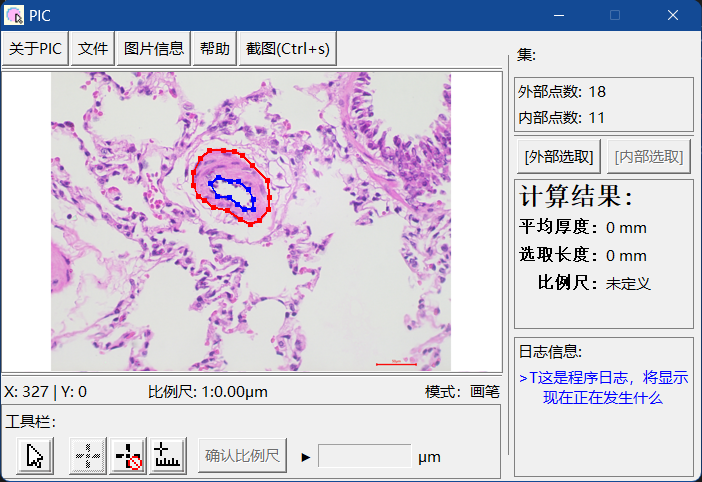 PIC
关于PIC 文件 图片信息 帮助 截图(Ctrl+s)
集:
外部点数: 18
内部点数: 11
[外部选取] [内部选取]
计算结果:
平均厚度: 0 mm
选取长度: 0 mm
比例尺: 未定义
日志信息:
>T这是程序日志，将显示
现在正在发生什么
X: 327 | Y: 0 比例尺: 1:0.00μm 模式: 画笔
工具栏:
确认比例尺 ► μm